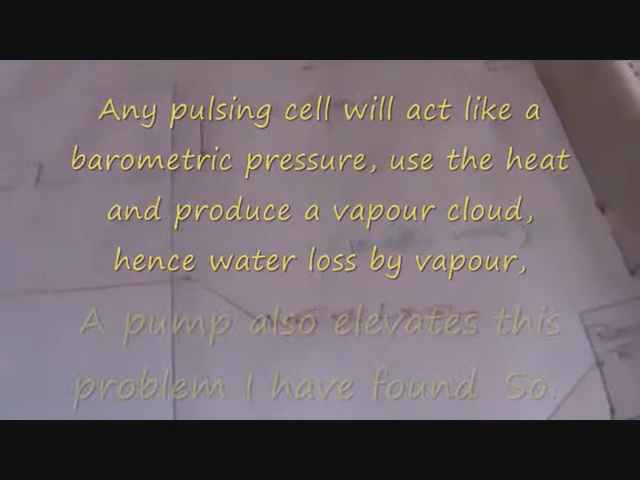 Any pulsing cell will act like a
barometric pressure, use the heat
and produce a vapour cloud,
hence water loss by vapour,
A pump also elevates this
problem I have found So